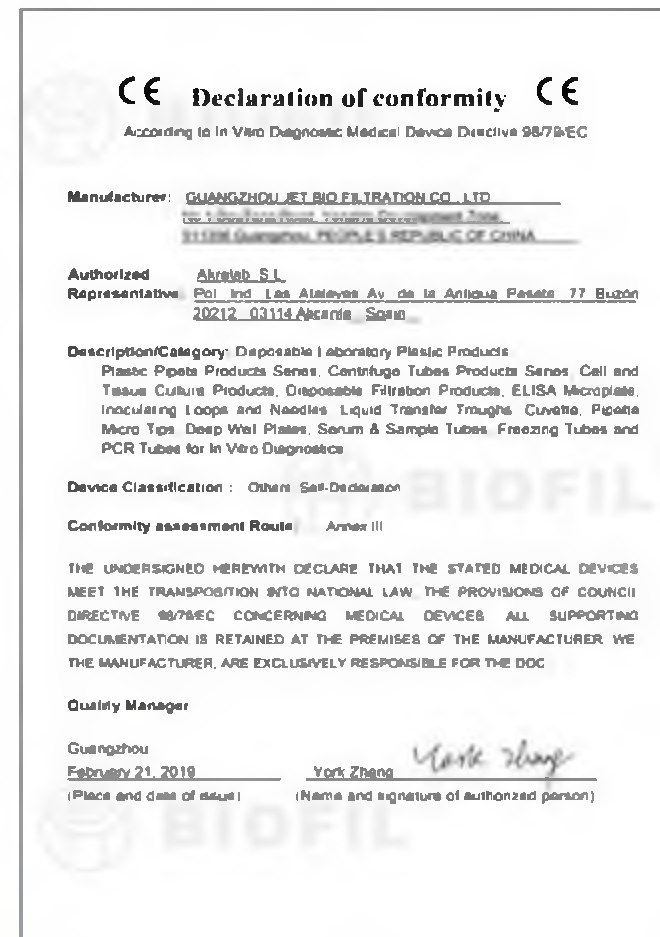 CE Declaration of conformity CE
According to In Vitro Diagnostic Medical Device Directive 98/79/EC
Manufacturer: GUANGZHOU JET BIO FILTRATION CO., LTD
Development Zone,
Guangzhou, PEOPLE'S REPUBLIC OF CHINA
Authorized Akralab S.L.
Representative Pol. Ind. Las Atalayas Av. de la Antigua Peseta, 77 Buzón
20212 03114 Alicante Spain
Description/Category: Disposable Laboratory Plastic Products
Plastic Pipets Products Series, Centrifuge Tubes Products Series, Cell and
Tissue Culture Products, Disposable Filtration Products, ELISA Microplate,
Inoculating Loops and Needles, Liquid Transfer Troughs, Cuvette, Pipette
Micro Tips, Deep Well Plates, Serum & Sample Tubes, Freezing Tubes and
PCR Tubes for In Vitro Diagnostics
BIOFIL
Device Classification : Others Self-Declaration
Conformity assessment Route: Annex III
THE UNDERSIGNED HEREWITH DECLARE THAT THE STATED MEDICAL DEVICES
MEET THE TRANSPOSITION INTO NATIONAL LAW, THE PROVISIONS OF COUNCIL
DIRECTIVE 98/79/EC CONCERNING MEDICAL DEVICES. ALL SUPPORTING
DOCUMENTATION IS RETAINED AT THE PREMISES OF THE MANUFACTURER. WE,
THE MANUFACTURER, ARE EXCLUSIVELY RESPONSIBLE FOR THE DOC
Quality Manager
Guangzhou
February 21, 2019 York Zhang York Zhang
(Place and date of issue) (Name and signature of authorized person)
BIOFIL